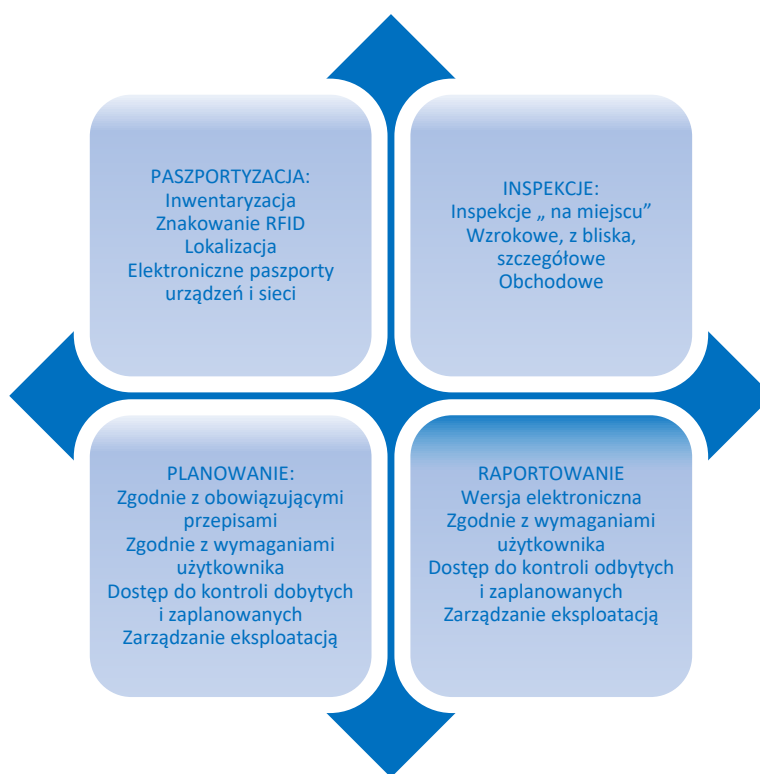 PASZPORTYZACJA:
Inwentaryzacja
Znakowanie RFID
Lokalizacja
Elektroniczne paszporty
urządzeń i sieci
INSPEKCJE:
Inspekcje „ na miejscu”
Wzrokowe, z bliska,
szczegółowe
Obchodowe
PLANOWANIE:
Zgodnie z obowiązującymi
przepisami
Zgodnie z wymaganiami
użytkownika
Dostęp do kontroli dobytych
i zaplanowanych
Zarządzanie eksploatacją
RAPORTOWANIE
Wersja elektroniczna
Zgodnie z wymaganiami
użytkownika
Dostęp do kontroli odbytych
i zaplanowanych
Zarządzanie eksploatacją